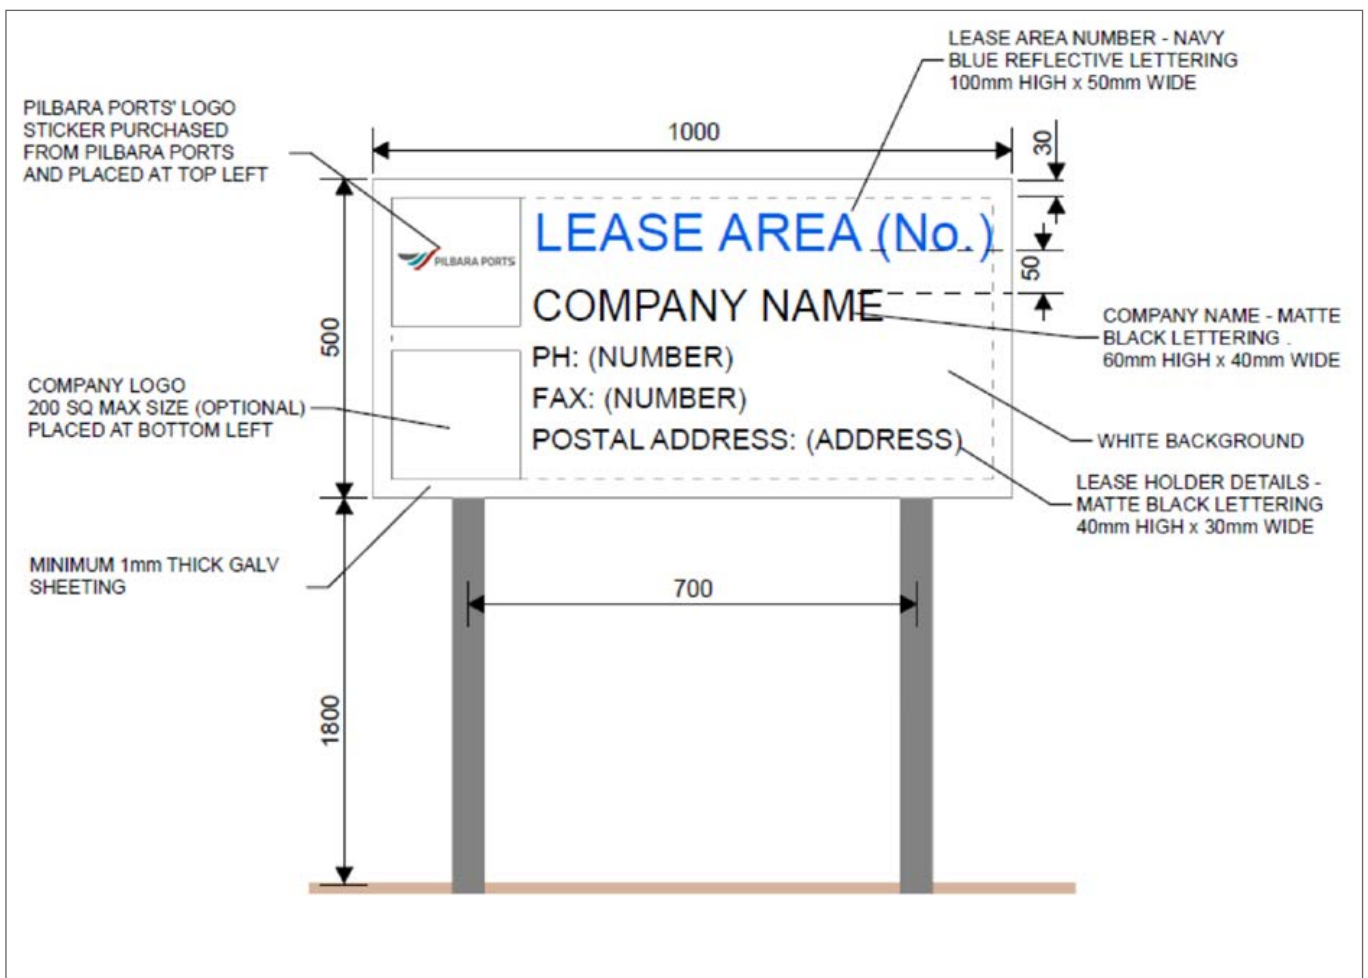 LEASE AREA NUMBER - NAVY
BLUE REFLECTIVE LETTERING
100mm HIGH x 50mm WIDE
PILBARA PORTS' LOGO
STICKER PURCHASED
FROM PILBARA PORTS
AND PLACED AT TOP LEFT
1000
30
LEASE AREA (No.)
PILBARA PORTS
50
COMPANY NAME
COMPANY NAME - MATTE
BLACK LETTERING .
60mm HIGH x 40mm WIDE
500
PH: (NUMBER)
FAX: (NUMBER)
POSTAL ADDRESS: (ADDRESS)
COMPANY LOGO
200 SQ MAX SIZE (OPTIONAL)
PLACED AT BOTTOM LEFT
WHITE BACKGROUND
LEASE HOLDER DETAILS -
MATTE BLACK LETTERING
40mm HIGH x 30mm WIDE
MINIMUM 1mm THICK GALV
SHEETING
700
1800